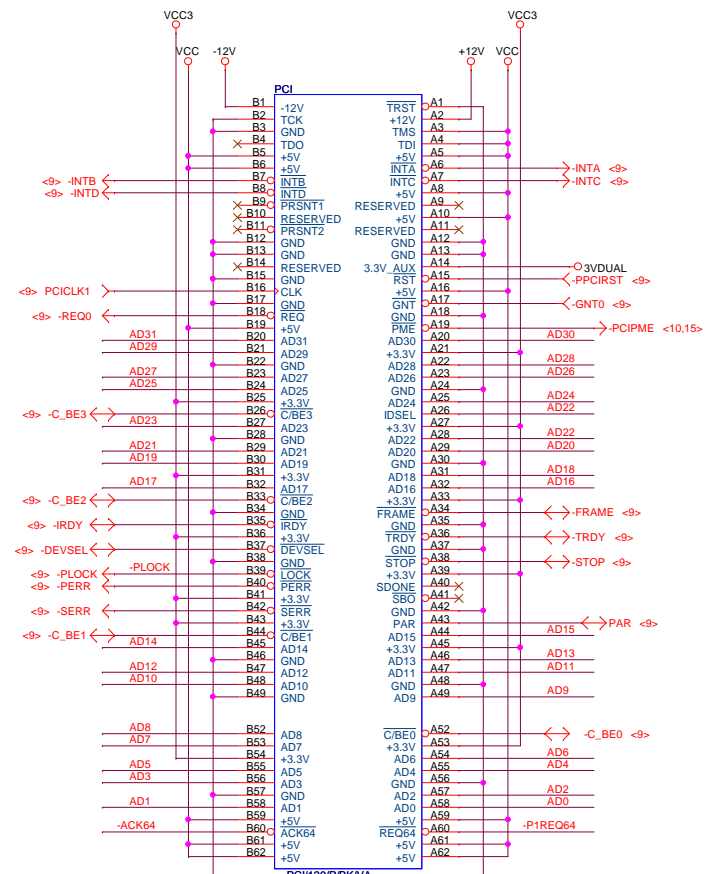 VCC3 VCC3
VCC -12V +12V VCC
PCI
B1 -12V TRST A1
B2 TCK +12V A2
B3 GND TMS A3
B4 TDO TDI A4
B5 +5V +5V A5
B6 +5V INTA A6 -INTA <9>
<9> -INTB B7 INTB INTC A7 -INTC <9>
<9> -INTD B8 INTD +5V A8
B9 PRSNT1 RESERVED A9
B10 RESERVED +5V A10
B11 PRSNT2 RESERVED A11
B12 GND GND A12
B13 GND GND A13
B14 RESERVED 3.3V_AUX A14 3VDUAL
B15 GND RST A15 -PPCIRST <9>
<9> PCICLK1 B16 CLK +5V A16
B17 GND GNT A17 -GNT0 <9>
<9> -REQ0 B18 REQ GND A18
B19 +5V PME A19 -PCIPME <10,15>
AD31 B20 AD31 AD30 A20 AD30
AD29 B21 AD29 +3.3V A21
B22 GND AD28 A22 AD28
AD27 B23 AD27 AD26 A23 AD26
AD25 B24 AD25 GND A24
B25 +3.3V AD24 A25 AD24
<9> -C_BE3 B26 C/BE3 IDSEL A26 AD22
AD23 B27 AD23 +3.3V A27
B28 GND AD22 A28 AD22
AD21 B29 AD21 AD20 A29 AD20
AD19 B30 AD19 GND A30
B31 +3.3V AD18 A31 AD18
AD17 B32 AD17 AD16 A32 AD16
<9> -C_BE2 B33 C/BE2 +3.3V A33
B34 GND FRAME A34 -FRAME <9>
<9> -IRDY B35 IRDY GND A35
B36 +3.3V TRDY A36 -TRDY <9>
<9> -DEVSEL B37 DEVSEL GND A37
B38 GND STOP A38 -STOP <9>
<9> -PLOCK -PLOCK B39 LOCK +3.3V A39
<9> -PERR B40 PERR SDONE A40
B41 +3.3V SBO A41
<9> -SERR B42 SERR GND A42
B43 +3.3V PAR A43 PAR <9>
<9> -C_BE1 B44 C/BE1 AD15 A44 AD15
AD14 B45 AD14 +3.3V A45
B46 GND AD13 A46 AD13
AD12 B47 AD12 AD11 A47 AD11
AD10 B48 AD10 GND A48
B49 GND AD9 A49 AD9
AD8 B52 AD8 C/BE0 A52 -C_BE0 <9>
AD7 B53 AD7 +3.3V A53
B54 +3.3V AD6 A54 AD6
AD5 B55 AD5 AD4 A55 AD4
AD3 B56 AD3 GND A56
B57 GND AD2 A57 AD2
AD1 B58 AD1 AD0 A58 AD0
B59 +5V +5V A59
-ACK64 B60 ACK64 REQ64 A60 -P1REQ64
B61 +5V +5V A61
B62 +5V +5V A62